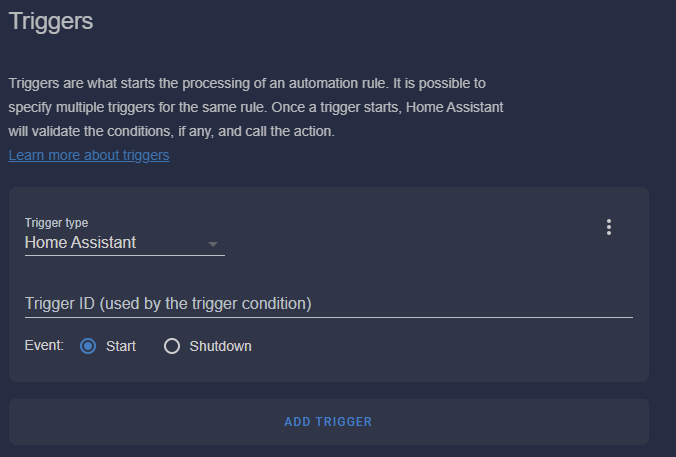 Triggers
Triggers are what starts the processing of an automation rule. It is possible to
specify multiple triggers for the same rule. Once a trigger starts, Home Assistant
will validate the conditions, if any, and call the action.
Learn more about triggers
Trigger type
Home Assistant
Trigger ID (used by the trigger condition)
Event: Start Shutdown
ADD TRIGGER